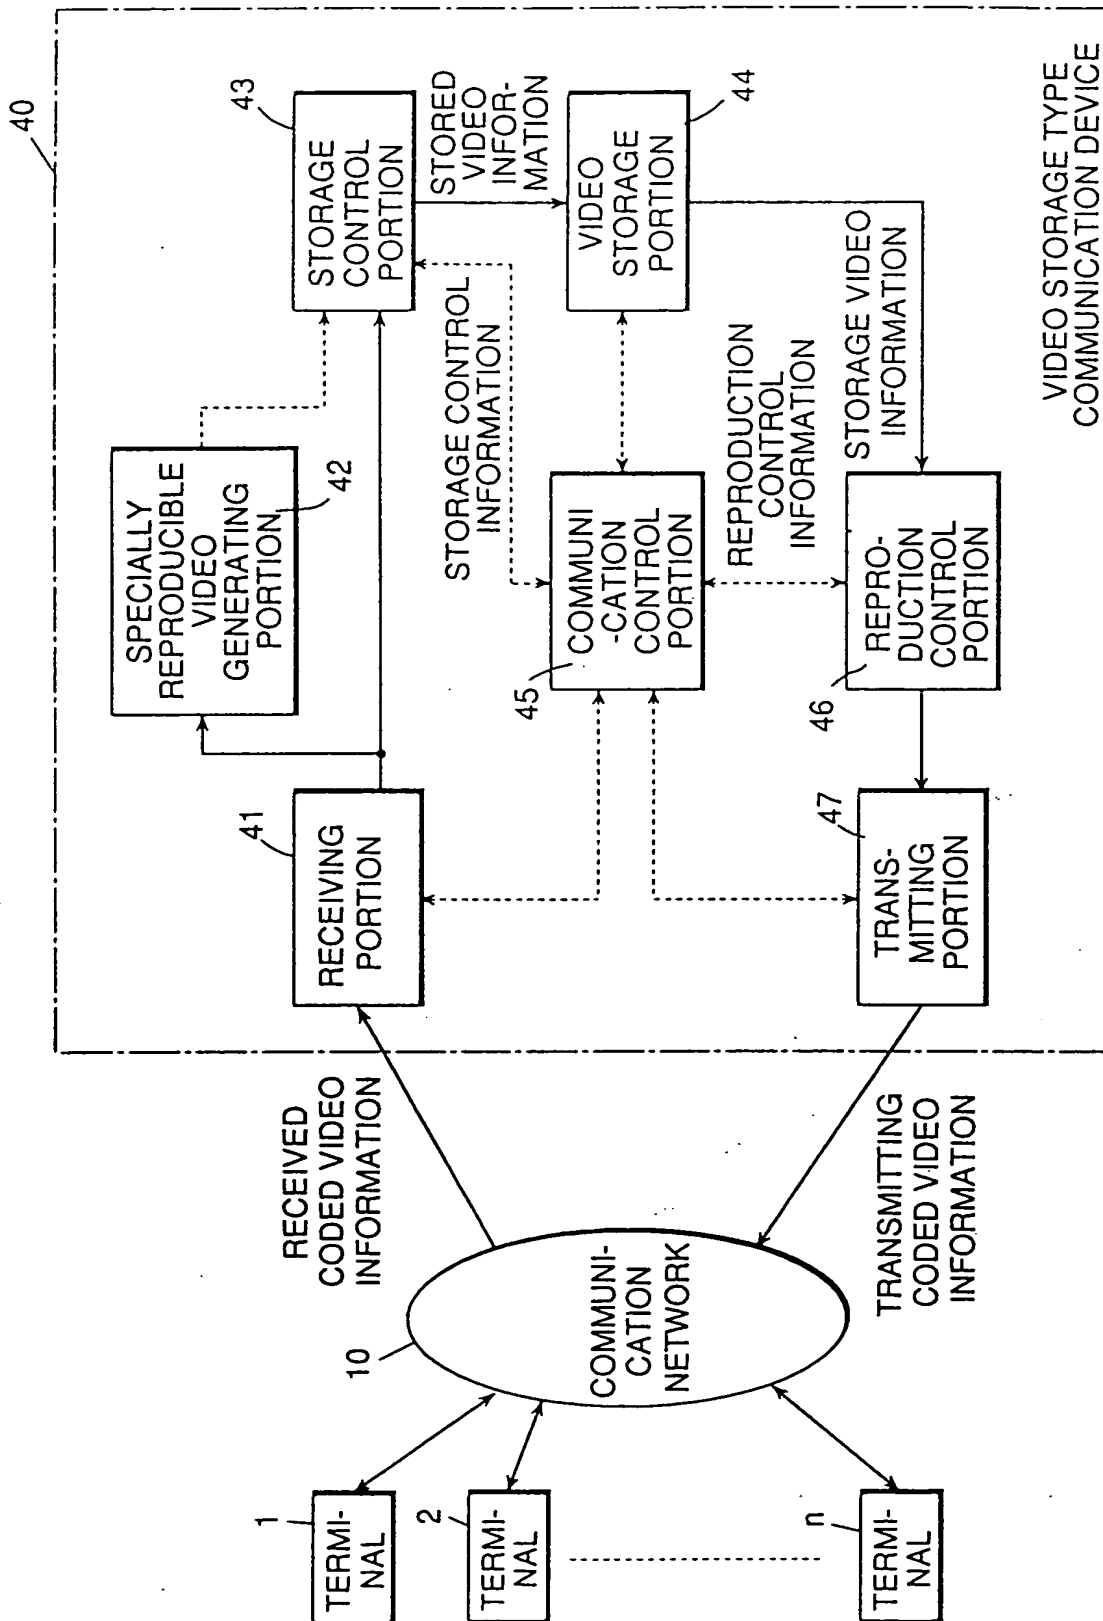 40
41
RECEIVING
PORTION
SPECIALLY
REPRODUCIBLE
VIDEO
GENERATING
PORTION
42
43
STORAGE
CONTROL
PORTION
STORED
VIDEO
INFOR-
MATION
STORAGE CONTROL
INFORMATION
VIDEO
STORAGE
PORTION
44
45
COMMUNI
-CATION
CONTROL
PORTION
REPRODUCTION
CONTROL
INFORMATION
STORAGE VIDEO
INFORMATION
46
REPRO-
DUCTION
CONTROL
PORTION
47
TRANS-
MITTING
PORTION
VIDEO STORAGE TYPE
COMMUNICATION DEVICE
RECEIVED
CODED VIDEO
INFORMATION
TRANSMITTING
CODED VIDEO
INFORMATION
10
COMMUNI-
CATION
NETWORK
1
TERMI-
NAL
2
TERMI-
NAL
n
TERMI-
NAL